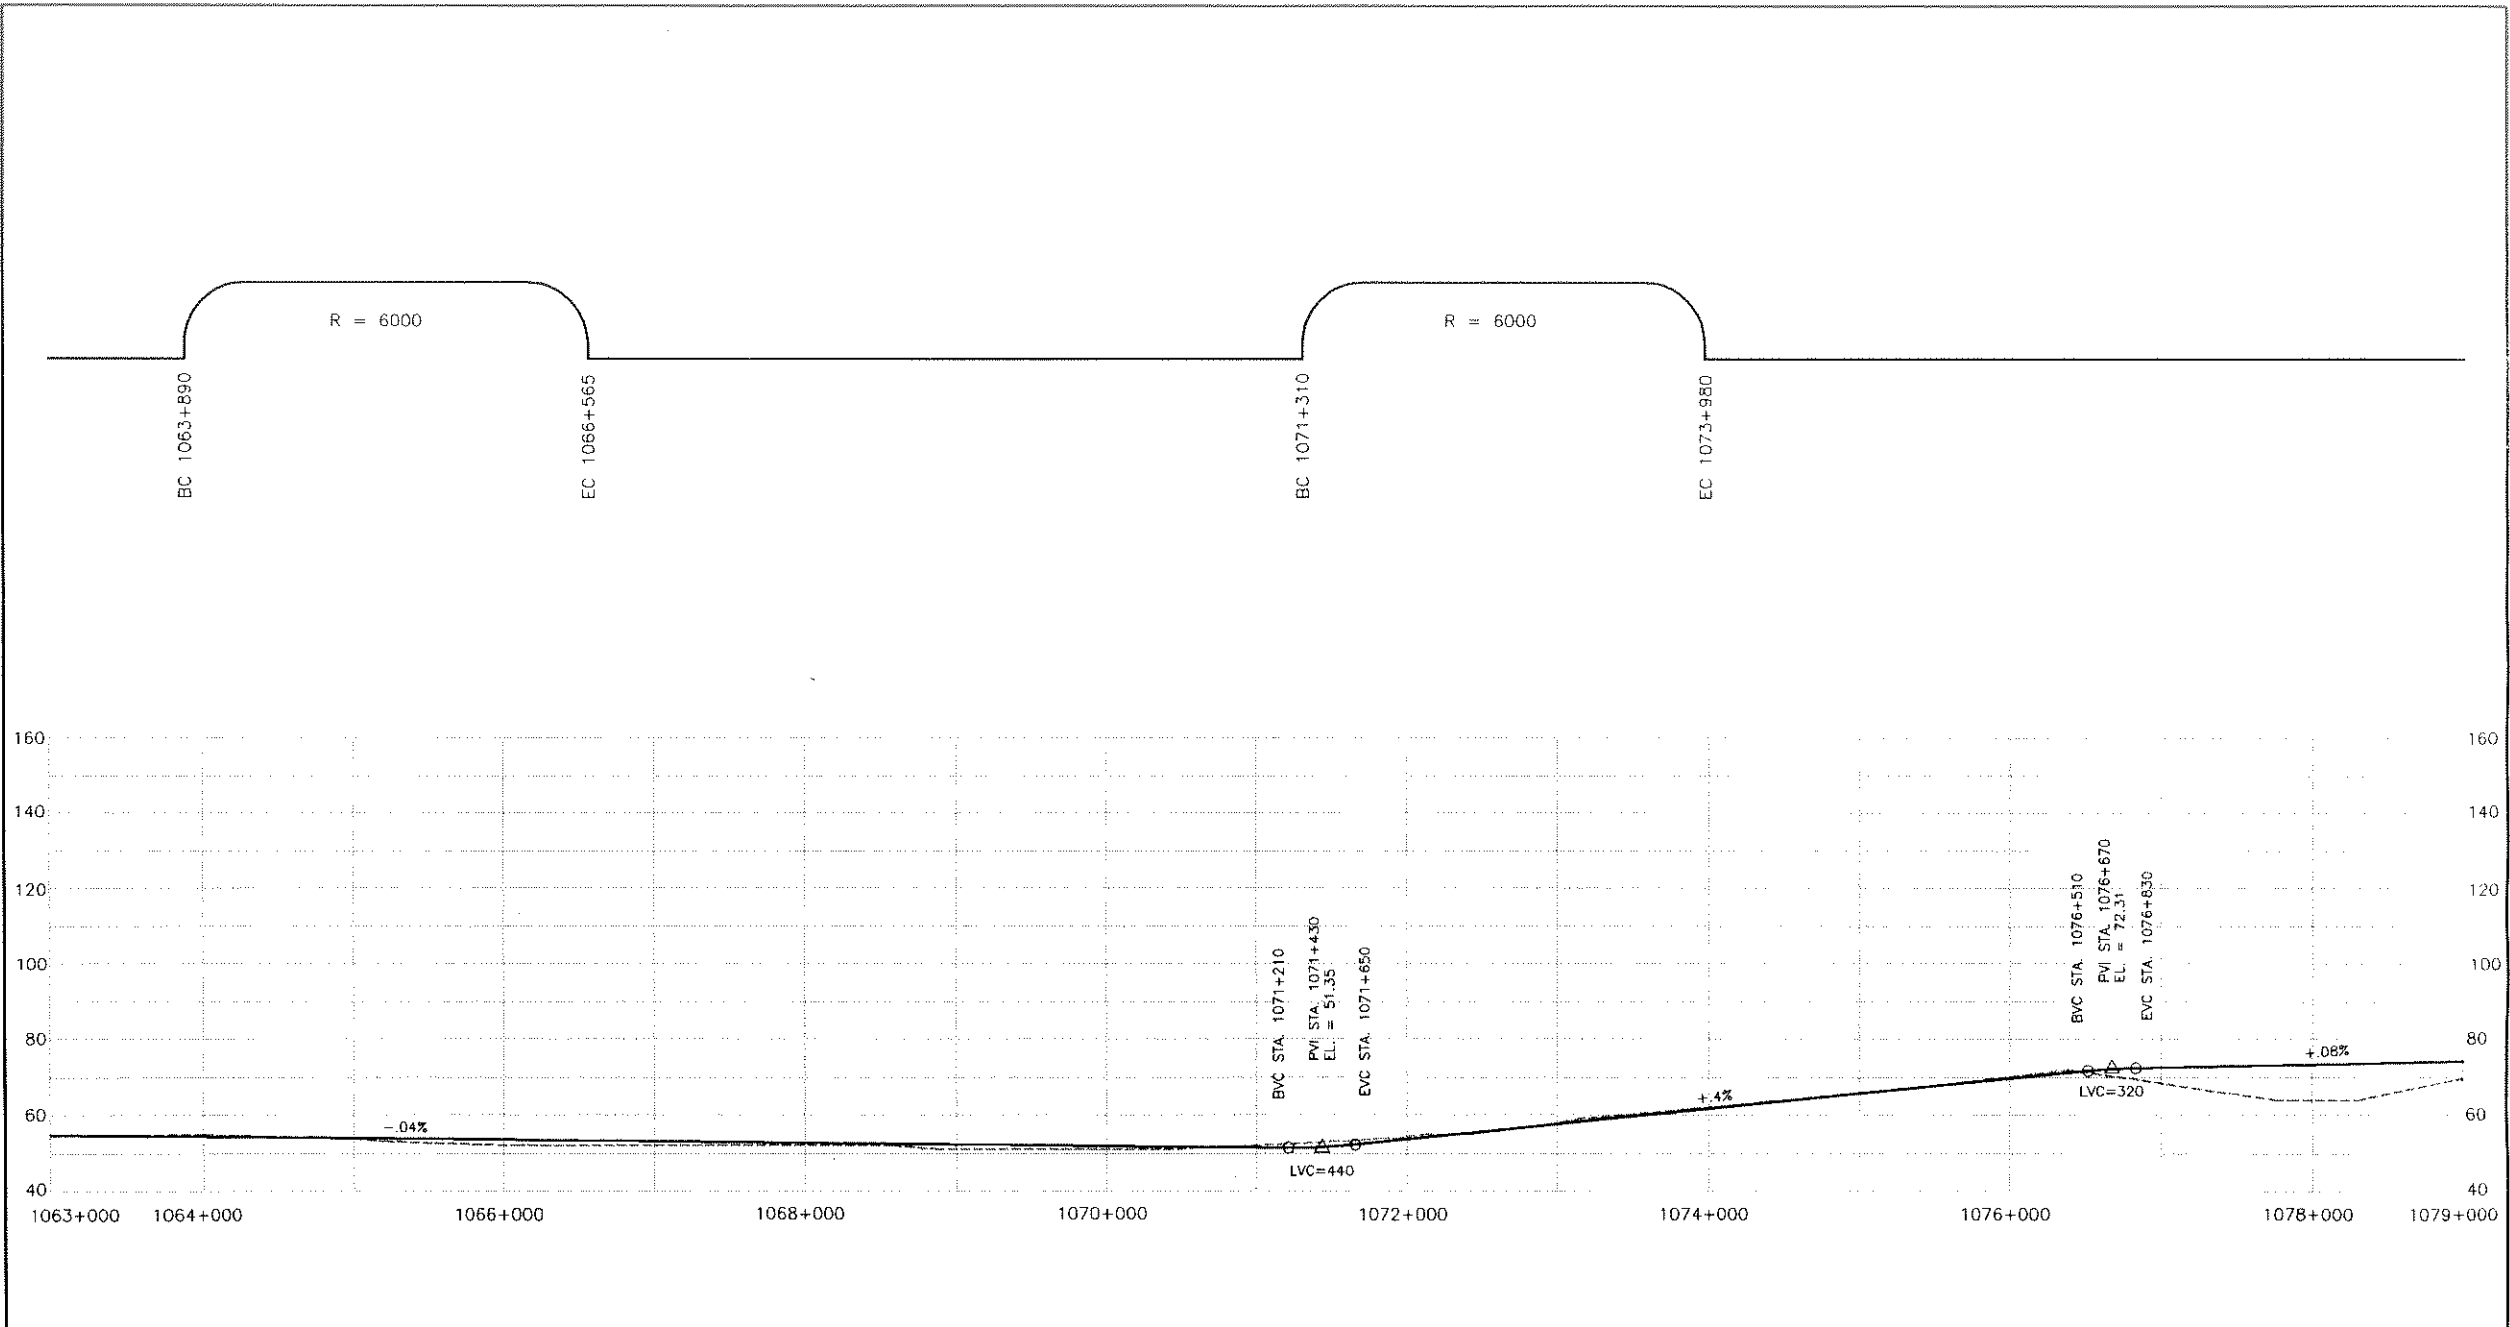 R = 6000
R = 6000
BC 1063+890
EC 1066+565
BC 1071+310
EC 1073+980
160
160
140
140
120
120
100
100
80
80
60
60
40
40
BVC STA. 1071+210
PVI STA. 1071+430
EL. = 51.35
EVC STA. 1071+650
BVC STA. 1076+510
PVI STA. 1076+670
EL. = 72.31
EVC STA. 1076+830
-.04%
LVC=440
+.4%
LVC=320
+.08%
1063+000
1064+000
1066+000
1068+000
1070+000
1072+000
1074+000
1076+000
1078+000
1079+000